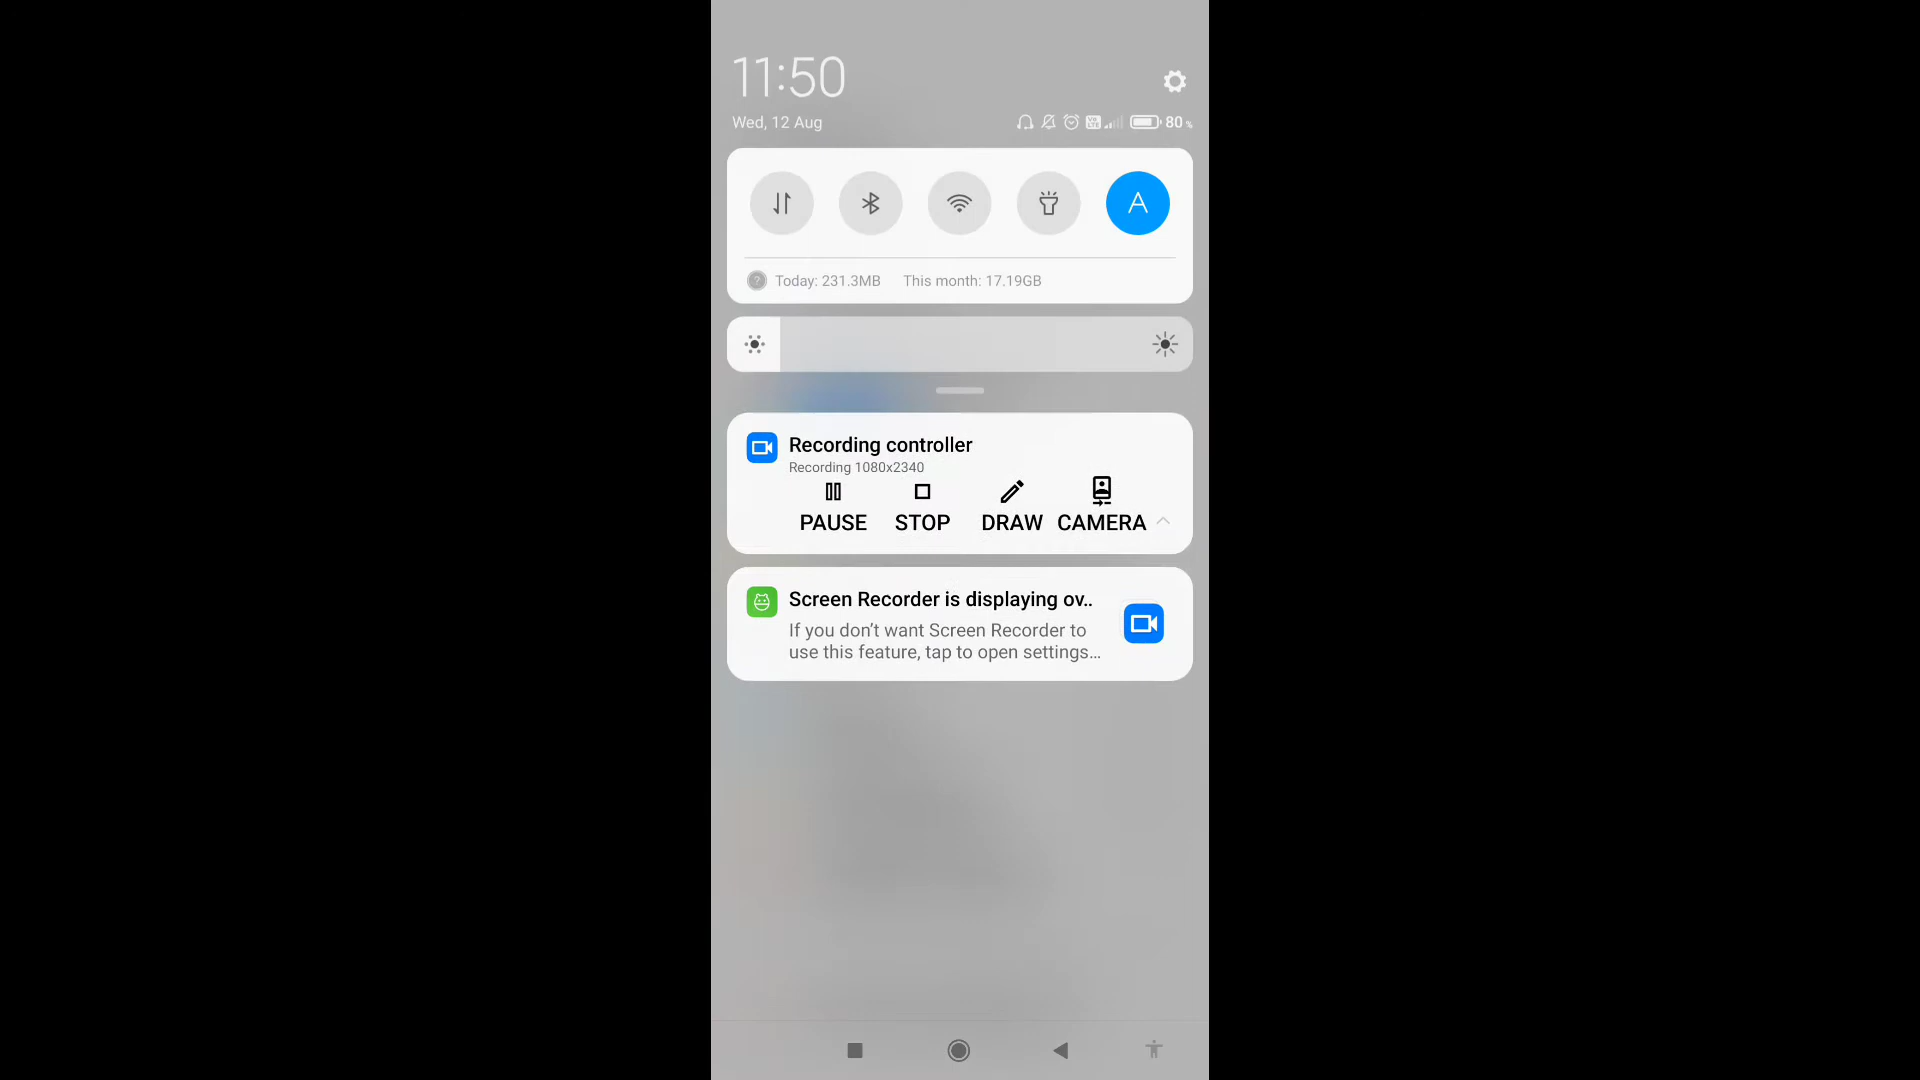 11:50
Wed, 12 Aug
80 %
A
Today: 231.3MB This month: 17.19GB
Recording controller
Recording 1080x2340
PAUSE STOP DRAW CAMERA
Screen Recorder is displaying ov..
If you don’t want Screen Recorder to
use this feature, tap to open settings…